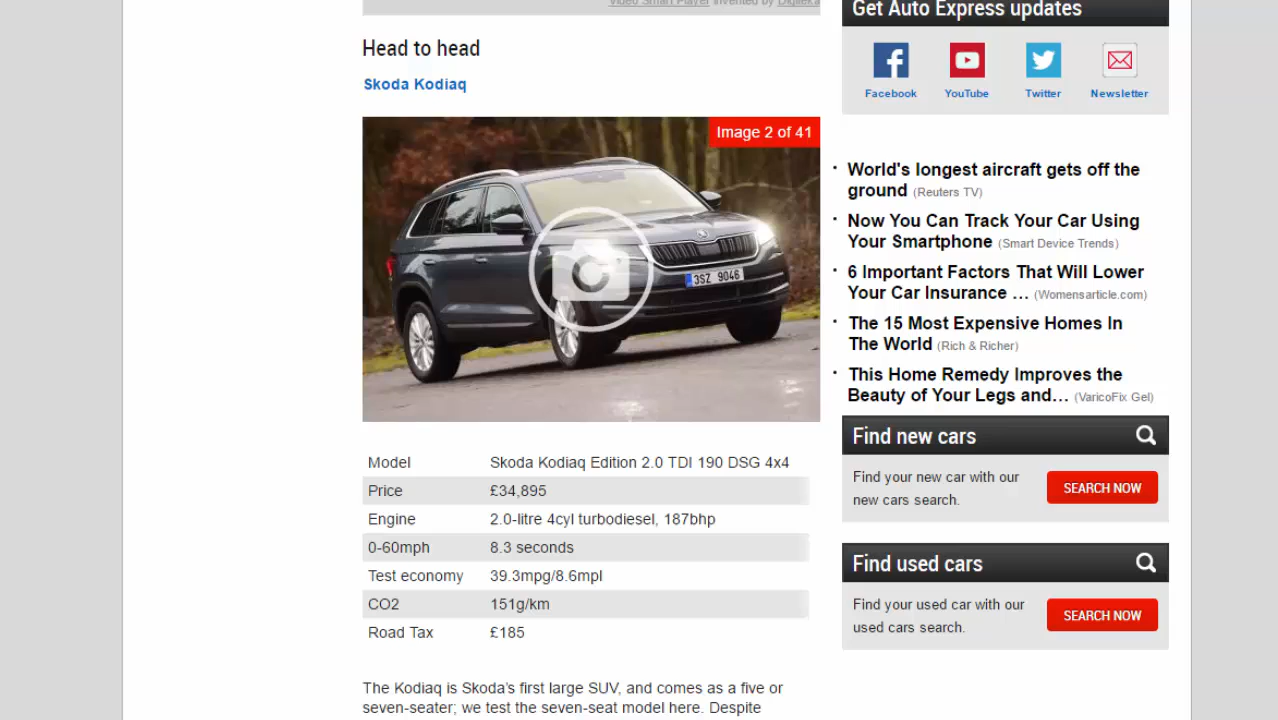 Video Smart Player invented by Digiteka
Head to head
Skoda Kodiaq
Image 2 of 41
3SZ 9046
Model Skoda Kodiaq Edition 2.0 TDI 190 DSG 4x4
Price £34,895
Engine 2.0-litre 4cyl turbodiesel, 187bhp
0-60mph 8.3 seconds
Test economy 39.3mpg/8.6mpl
CO2 151g/km
Road Tax £185
The Kodiaq is Skoda’s first large SUV, and comes as a five or
seven-seater; we test the seven-seat model here. Despite
Get Auto Express updates
Facebook YouTube Twitter Newsletter
· World's longest aircraft gets off the
ground (Reuters TV)
· Now You Can Track Your Car Using
Your Smartphone (Smart Device Trends)
· 6 Important Factors That Will Lower
Your Car Insurance … (Womensarticle.com)
· The 15 Most Expensive Homes In
The World (Rich & Richer)
· This Home Remedy Improves the
Beauty of Your Legs and… (VaricoFix Gel)
Find new cars
Find your new car with our
new cars search.
SEARCH NOW
Find used cars
Find your used car with our
used cars search.
SEARCH NOW